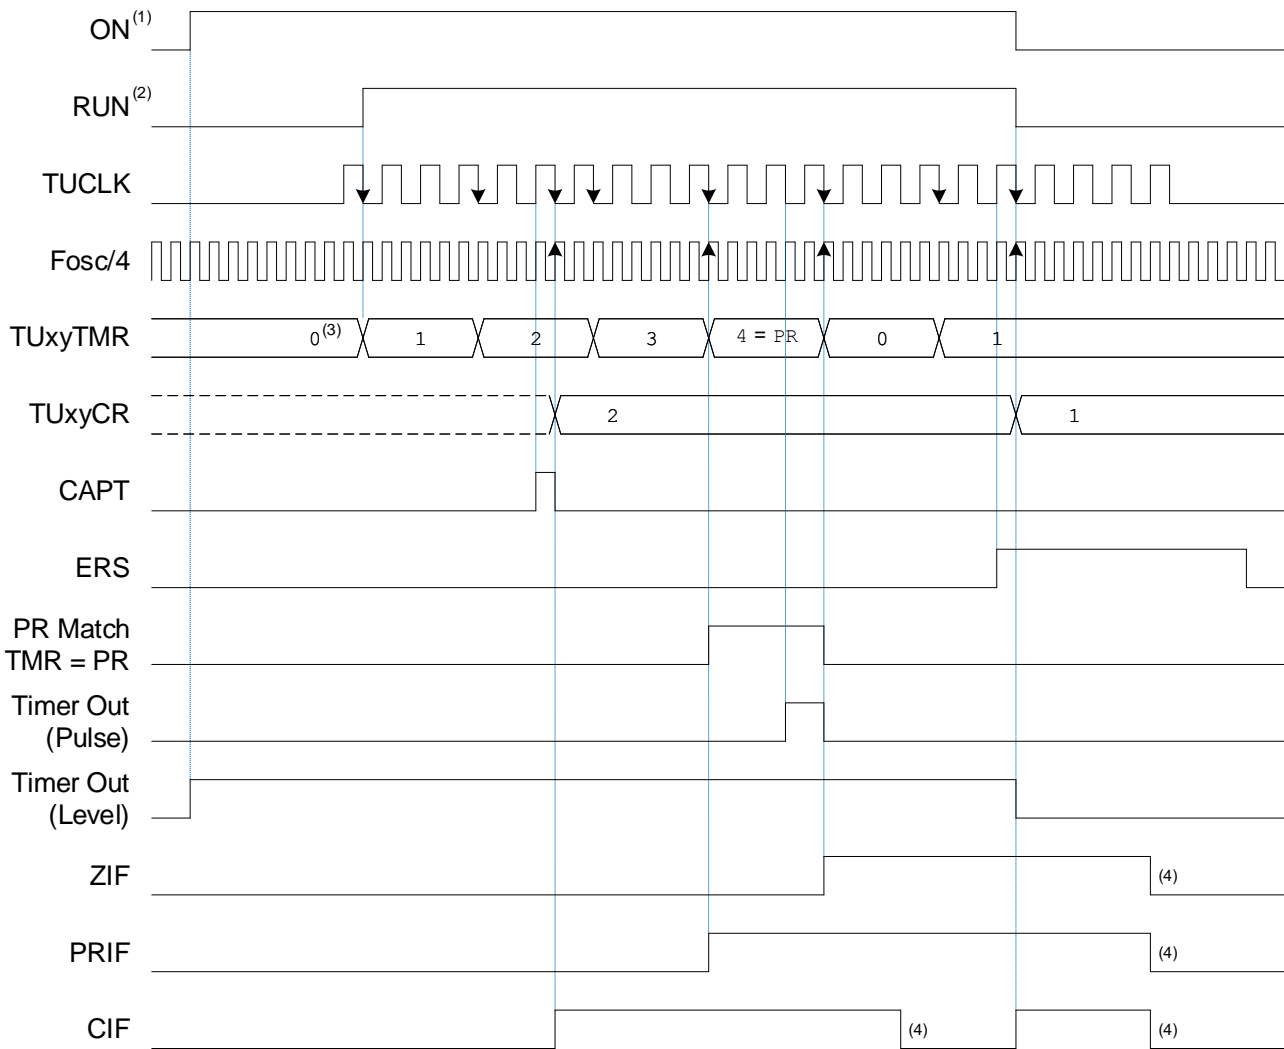 ON(1)
RUN(2)
TUCLK
Fosc/4
TUxyTMR 0(3) 1 2 3 4 = PR 0 1
TUxyCR 2 1
CAPT
ERS
PR Match
TMR = PR
Timer Out
(Pulse)
Timer Out
(Level)
ZIF (4)
PRIF (4)
CIF (4) (4)